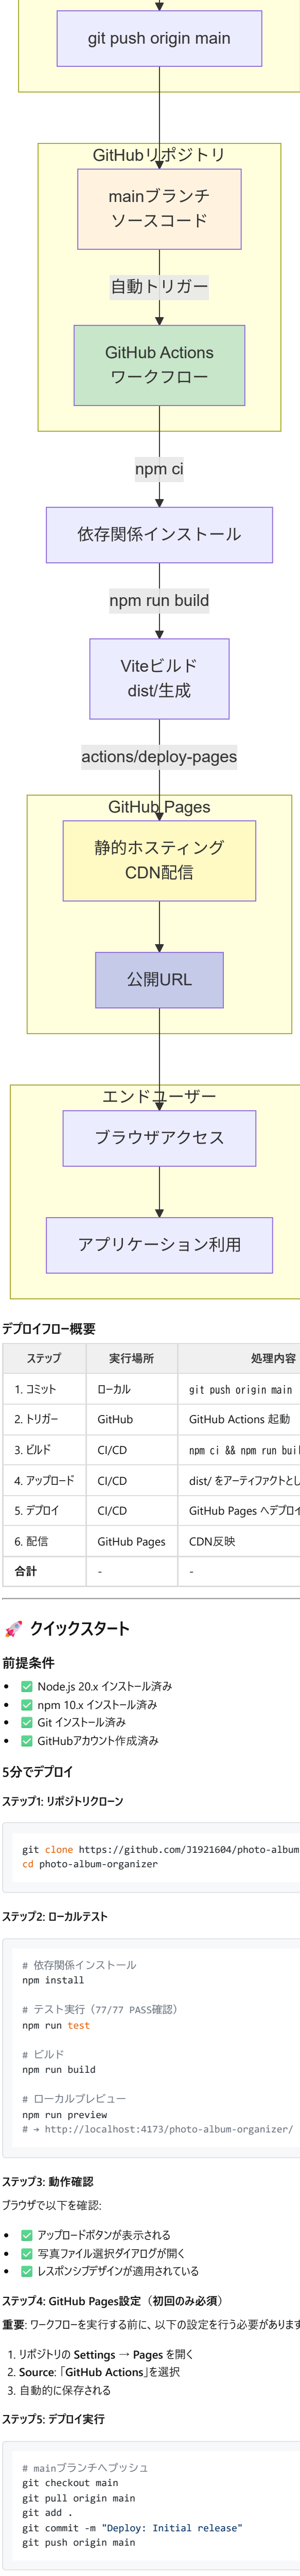 git push origin main
GitHubリポジトリ
mainブランチ
ソースコード
自動トリガー
GitHub Actions
ワークフロー
npm ci
依存関係インストール
npm run build
Viteビルド
dist/生成
actions/deploy-pages
GitHub Pages
静的ホスティング
CDN配信
公開URL
エンドユーザー
ブラウザアクセス
アプリケーション利用
デプロイフロー概要
ステップ 実行場所 処理内容
1. コミット ローカル git push origin main
2. トリガー GitHub GitHub Actions 起動
3. ビルド CI/CD npm ci && npm run buil
4. アップロード CI/CD dist/ をアーティファクトとし
5. デプロイ CI/CD GitHub Pages へデプロイ
6. 配信 GitHub Pages CDN反映
合計 - -
🚀 クイックスタート
前提条件
• ✅ Node.js 20.x インストール済み
• ✅ npm 10.x インストール済み
• ✅ Git インストール済み
• ✅ GitHubアカウント作成済み
5分でデプロイ
ステップ1: リポジトリクローン
git clone https://github.com/J1921604/photo-album
cd photo-album-organizer
ステップ2: ローカルテスト
# 依存関係インストール
npm install
# テスト実行（77/77 PASS確認）
npm run test
# ビルド
npm run build
# ローカルプレビュー
npm run preview
# → http://localhost:4173/photo-album-organizer/
ステップ3: 動作確認
ブラウザで以下を確認:
• ✅ アップロードボタンが表示される
• ✅ 写真ファイル選択ダイアログが開く
• ✅ レスポンシブデザインが適用されている
ステップ4: GitHub Pages設定（初回のみ必須）
重要: ワークフローを実行する前に、以下の設定を行う必要があります
1. リポジトリの Settings → Pages を開く
2. Source: 「GitHub Actions」を選択
3. 自動的に保存される
ステップ5: デプロイ実行
# mainブランチへプッシュ
git checkout main
git pull origin main
git add .
git commit -m "Deploy: Initial release"
git push origin main